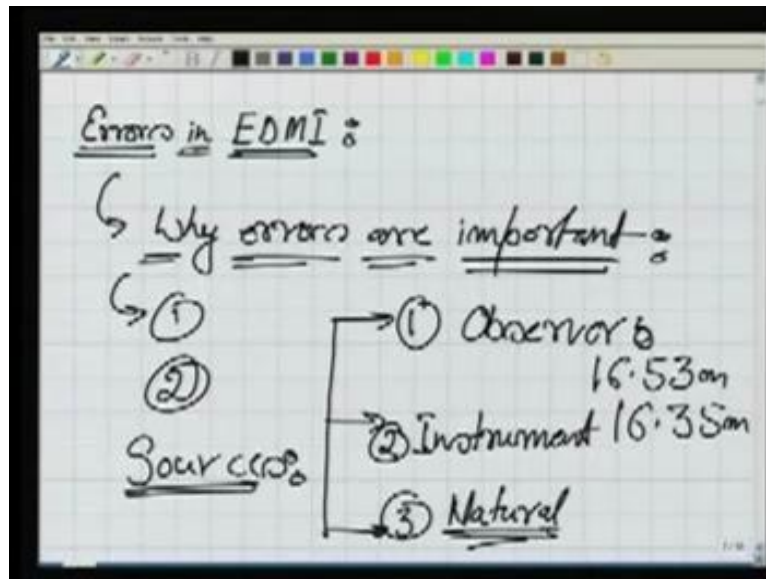 Errors in EDMI :
Why errors are important :
①
②
Sources :
① Observor :
16.53m
② Instrument 16.35m
③ Natural